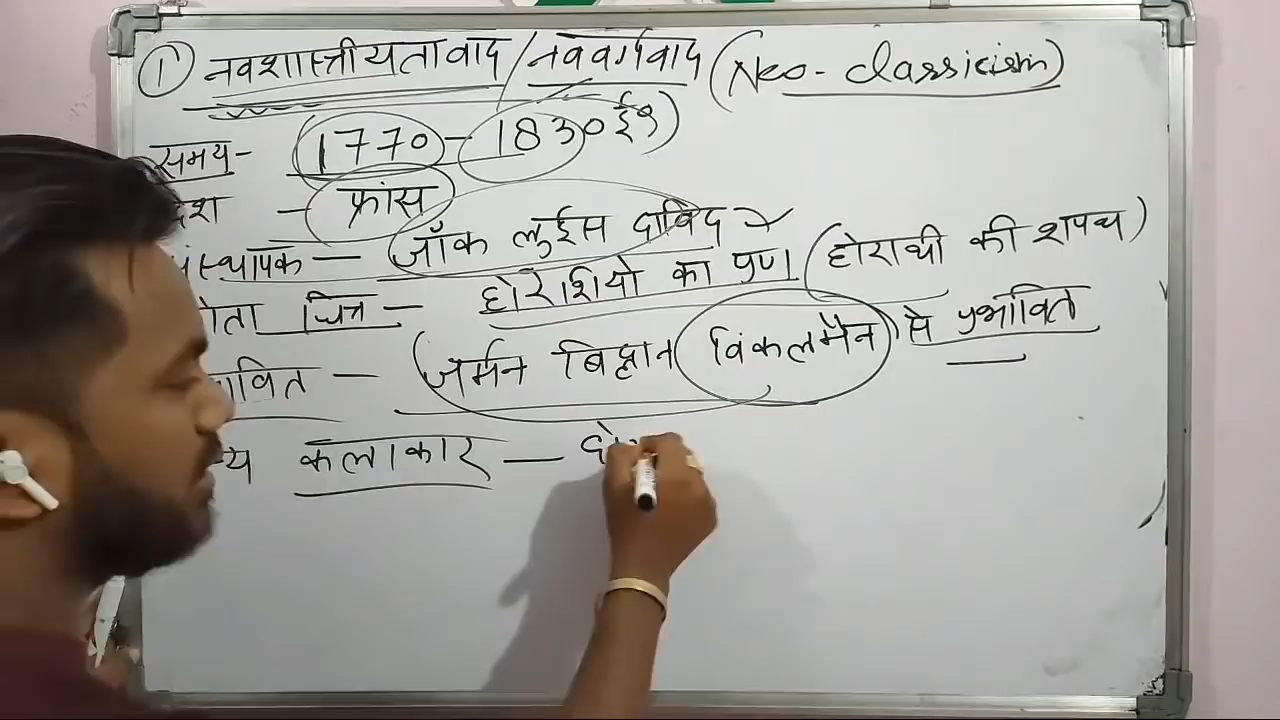 ① नवशास्त्रीयतावाद / नववर्गवाद (Neo-classicism)
समय - (1770 - 1830 ई॰)
देश - फ्रांस
संस्थापक — जॉक लुईस दाविद
चित्र - होरेशियो का प्रण (होराथी की शपथ)
जर्मन विद्वान विंकलमैन से प्रभावित
कलाकार —